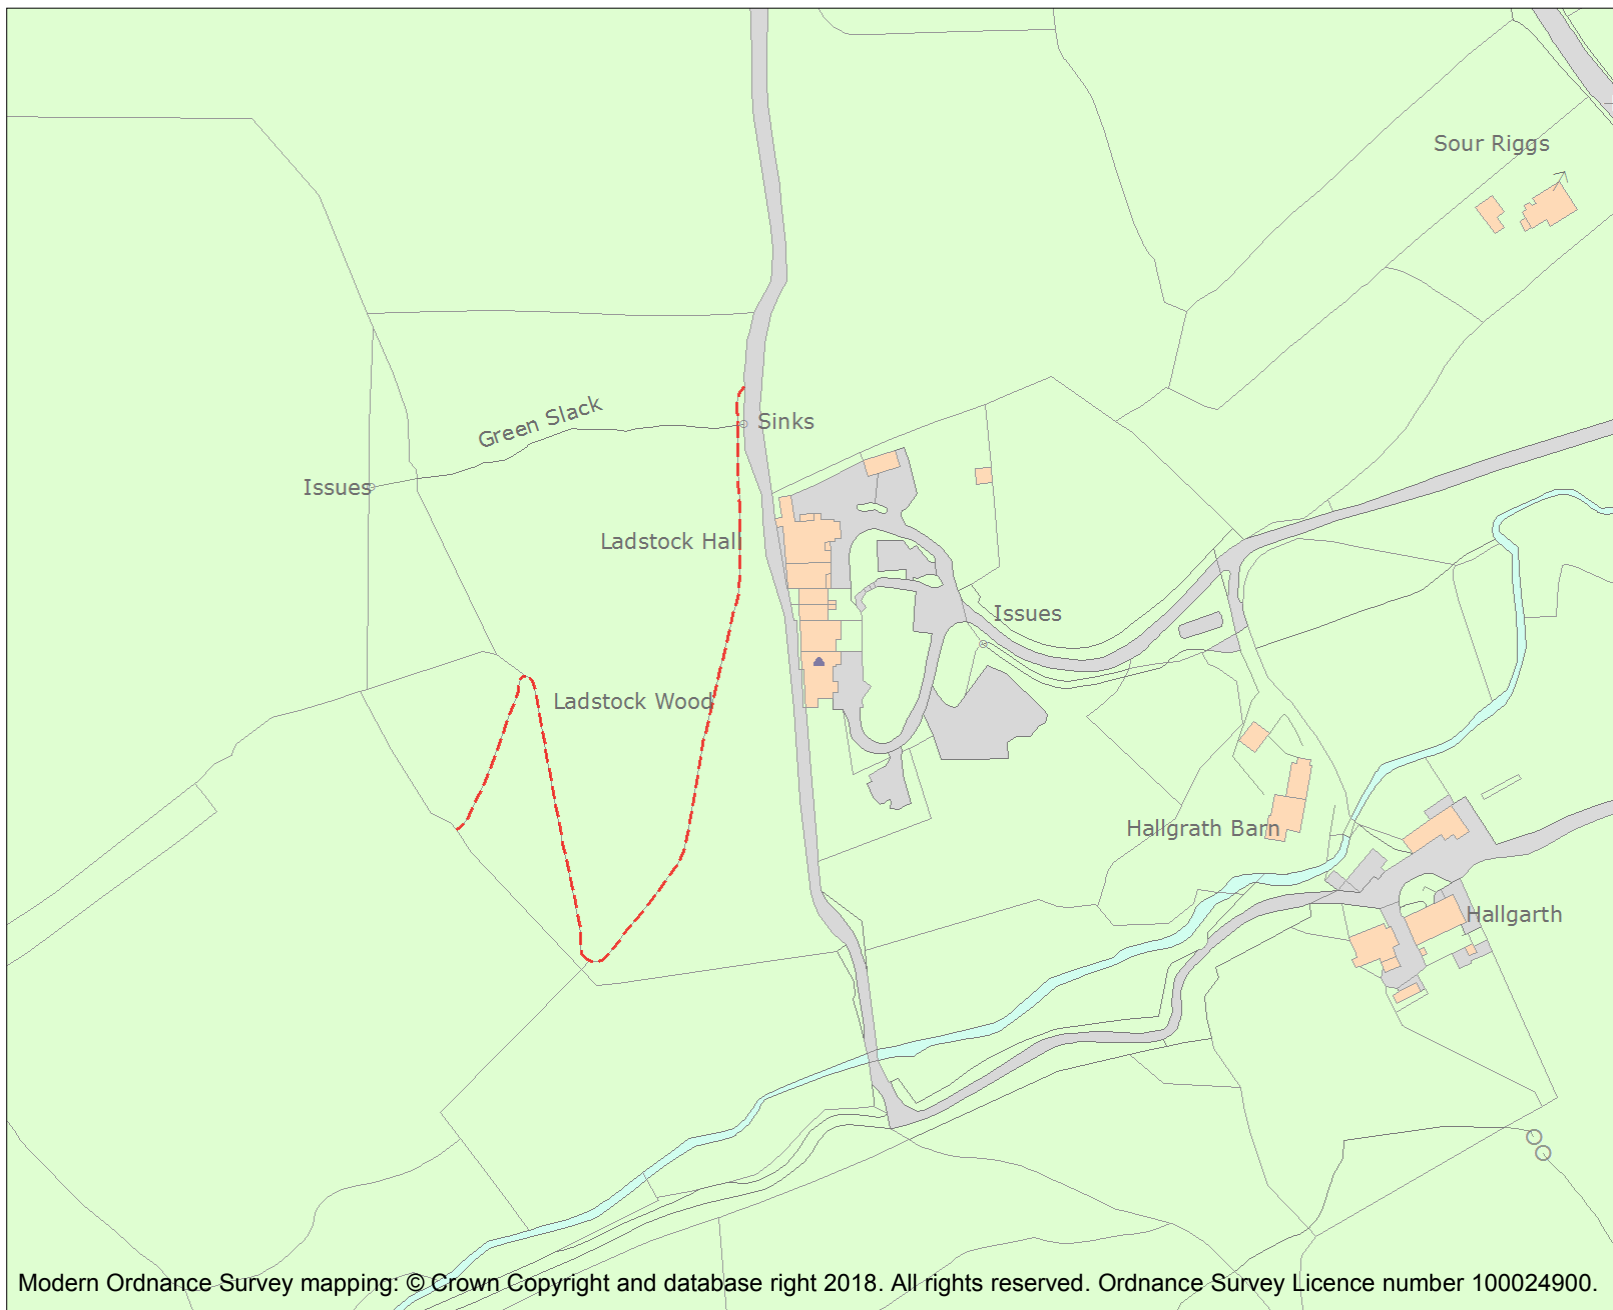 Sour Riggs
Green Slack
Sinks
Issues
Ladstock Hall
Issues
Ladstock Wood
Hallgrath Barn
Hallgarth
Modern Ordnance Survey mapping: © Crown Copyright and database right 2018. All rights reserved. Ordnance Survey Licence number 100024900.